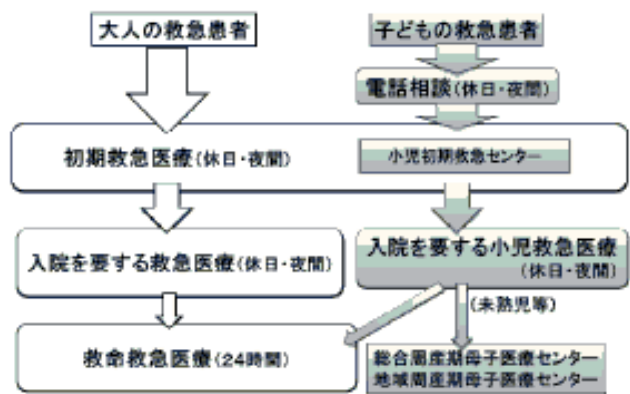 大人の救急患者
子どもの救急患者
電話相談(休日・夜間)
初期救急医療(休日・夜間)
小児初期救急センター
入院を要する救急医療(休日・夜間)
入院を要する小児救急医療
(休日・夜間)
(未熟児等)
救命救急医療(24時間)
総合周産期母子医療センター
地域周産期母子医療センター